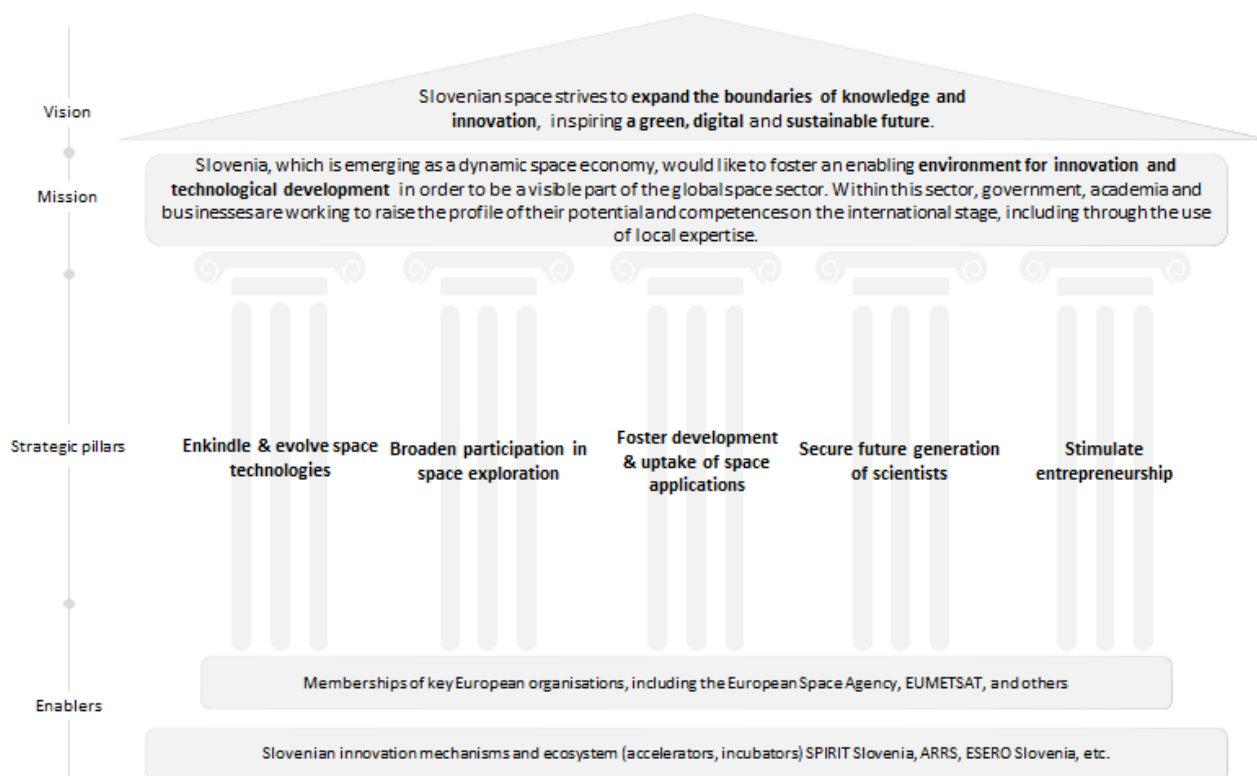 Vision
Slovenian space strives to expand the boundaries of knowledge and
innovation, inspiring a green, digital and sustainable future.
Mission
Slovenia, which is emerging as a dynamic space economy, would like to foster an enabling environment for innovation and
technological development in order to be a visible part of the global space sector. Within this sector, government, academia and
businesses are working to raise the profile of their potential and competences on the international stage, including through the use
of local expertise.
Strategic pillars
Enkindle & evolve space
technologies
Broaden participation in
space exploration
Foster development
& uptake of space
applications
Secure future generation
of scientists
Stimulate
entrepreneurship
Enablers
Memberships of key European organisations, including the European Space Agency, EUMETSAT, and others
Slovenian innovation mechanisms and ecosystem (accelerators, incubators) SPIRIT Slovenia, ARRS, ESERO Slovenia, etc.